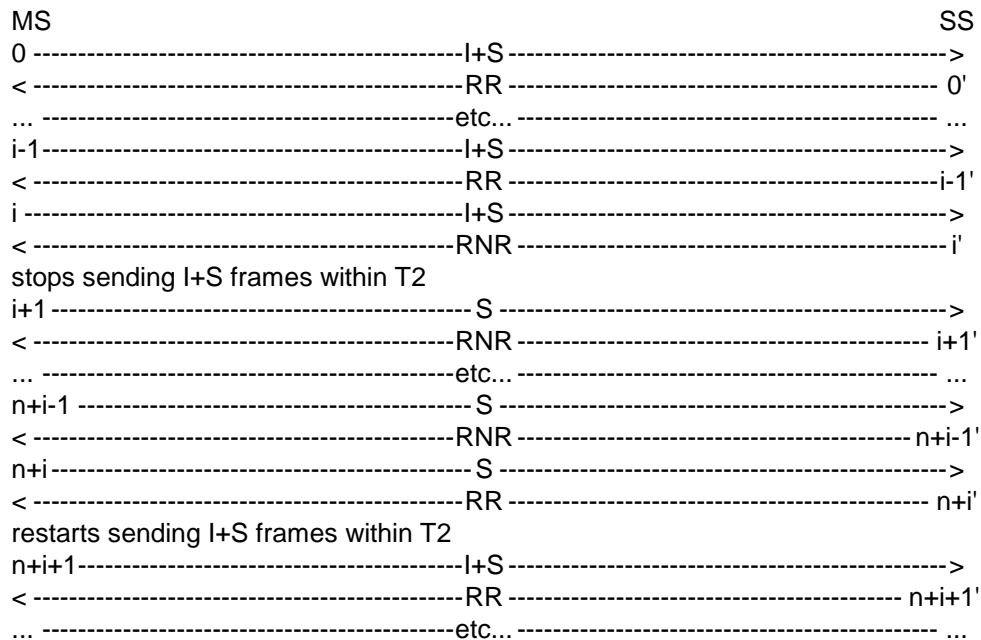 MS SS
0 ------------------------------------------------I+S-------------------------------------------------->
< ------------------------------------------------RR ------------------------------------------------ 0'
... ----------------------------------------------etc... ----------------------------------------------- ...
i-1-----------------------------------------------I+S-------------------------------------------------->
< ------------------------------------------------RR ------------------------------------------------i-1'
i ------------------------------------------------I+S-------------------------------------------------->
< -----------------------------------------------RNR------------------------------------------------- i'
stops sending I+S frames within T2
i+1 ----------------------------------------------- S -------------------------------------------------->
< -----------------------------------------------RNR----------------------------------------------- i+1'
... ----------------------------------------------etc... ----------------------------------------------- ...
n+i-1 -------------------------------------------- S -------------------------------------------------->
< -----------------------------------------------RNR-------------------------------------------- n+i-1'
n+i----------------------------------------------- S -------------------------------------------------->
< ------------------------------------------------RR ----------------------------------------------- n+i'
restarts sending I+S frames within T2
n+i+1-------------------------------------------I+S-------------------------------------------------->
< ------------------------------------------------RR -------------------------------------------- n+i+1'
... ----------------------------------------------etc... ----------------------------------------------- ...